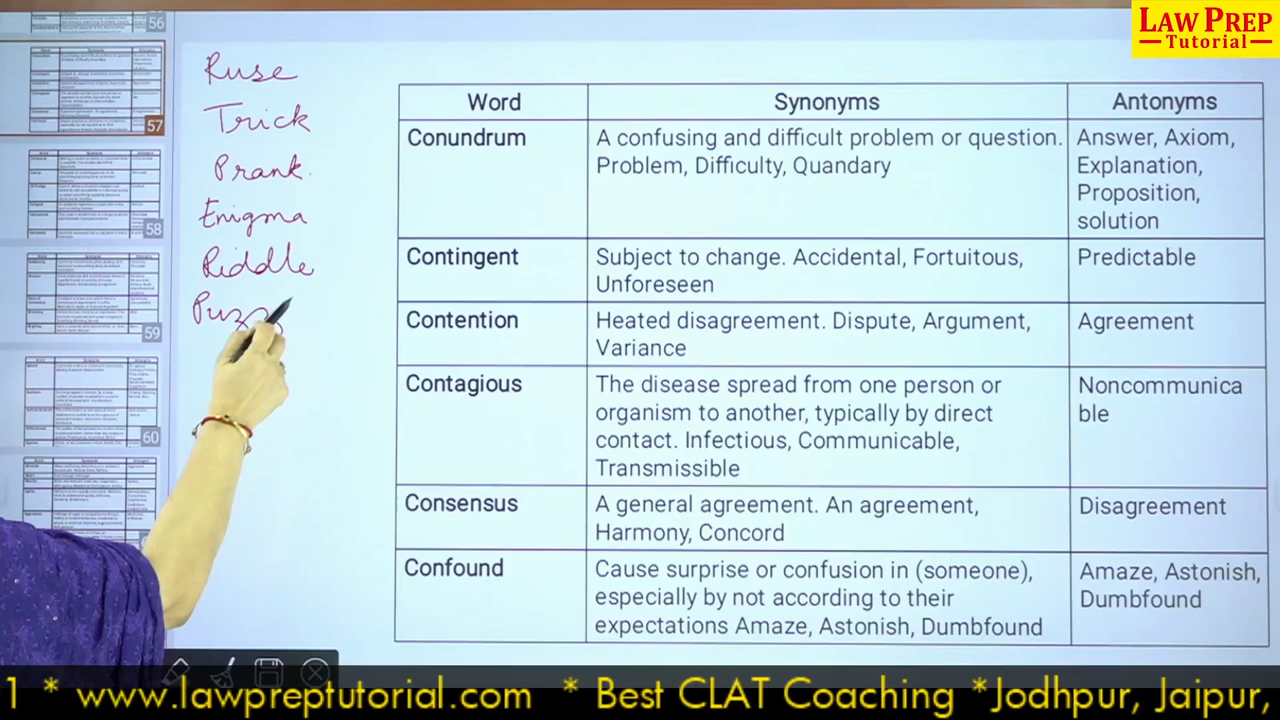 LAW PREP
Tutorial
56
57
58
59
60
Ruse
Trick
Prank.
Enigma
Riddle
Puzz
Word
Synonyms
Antonyms
Conundrum
A confusing and difficult problem or question.
Problem, Difficulty, Quandary
Answer, Axiom,
Explanation,
Proposition,
solution
Contingent
Subject to change. Accidental, Fortuitous,
Unforeseen
Predictable
Contention
Heated disagreement. Dispute, Argument,
Variance
Agreement
Contagious
The disease spread from one person or
organism to another, typically by direct
contact. Infectious, Communicable,
Transmissible
Noncommunica
ble
Consensus
A general agreement. An agreement,
Harmony, Concord
Disagreement
Confound
Cause surprise or confusion in (someone),
especially by not according to their
expectations Amaze, Astonish, Dumbfound
Amaze, Astonish,
Dumbfound
1 * www.lawpreptutorial.com * Best CLAT Coaching *Jodhpur, Jaipur,